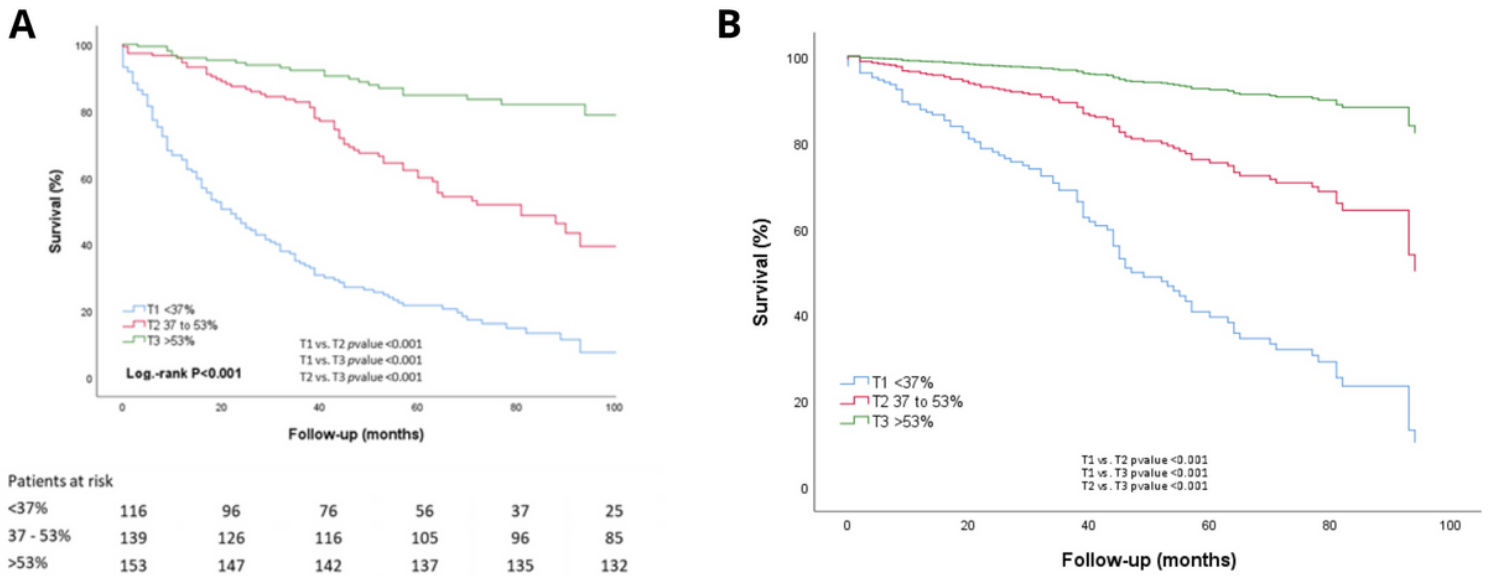 A
100
80
60
40
20
0
Survival (%)
T1 <37%
T2 37 to 53%
T3 >53%
Log.-rank P<0.001
T1 vs. T2 pvalue <0.001
T1 vs. T3 pvalue <0.001
T2 vs. T3 pvalue <0.001
0 20 40 60 80 100
Follow-up (months)
Patients at risk
<37% 116 96 76 56 37 25
37 - 53% 139 126 116 105 96 85
>53% 153 147 142 137 135 132
B
100
80
60
40
20
0
Survival (%)
T1 <37%
T2 37 to 53%
T3 >53%
T1 vs. T2 pvalue <0.001
T1 vs. T3 pvalue <0.001
T2 vs. T3 pvalue <0.001
0 20 40 60 80 100
Follow-up (months)